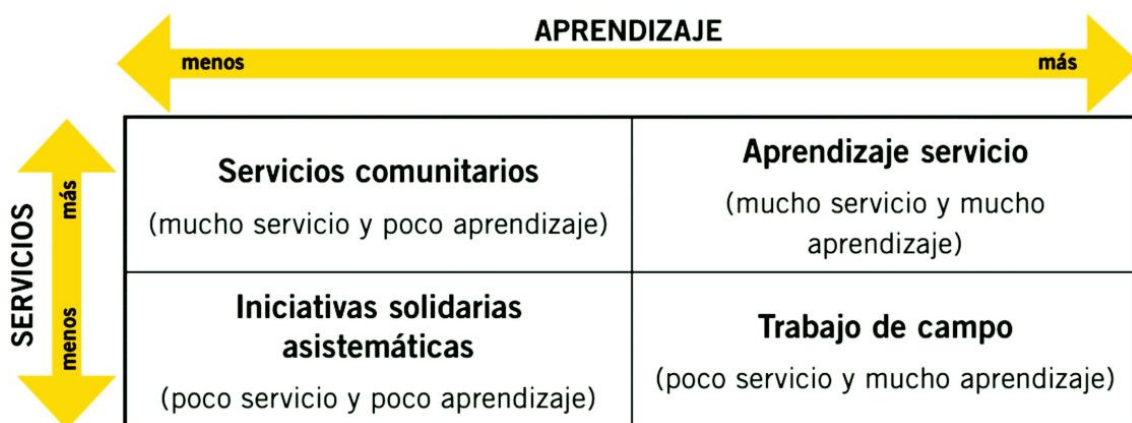 APRENDIZAJE
menos
más
SERVICIOS
más
menos
Servicios comunitarios
(mucho servicio y poco aprendizaje)
Aprendizaje servicio
(mucho servicio y mucho
aprendizaje)
Iniciativas solidarias
asistemáticas
(poco servicio y poco aprendizaje)
Trabajo de campo
(poco servicio y mucho aprendizaje)